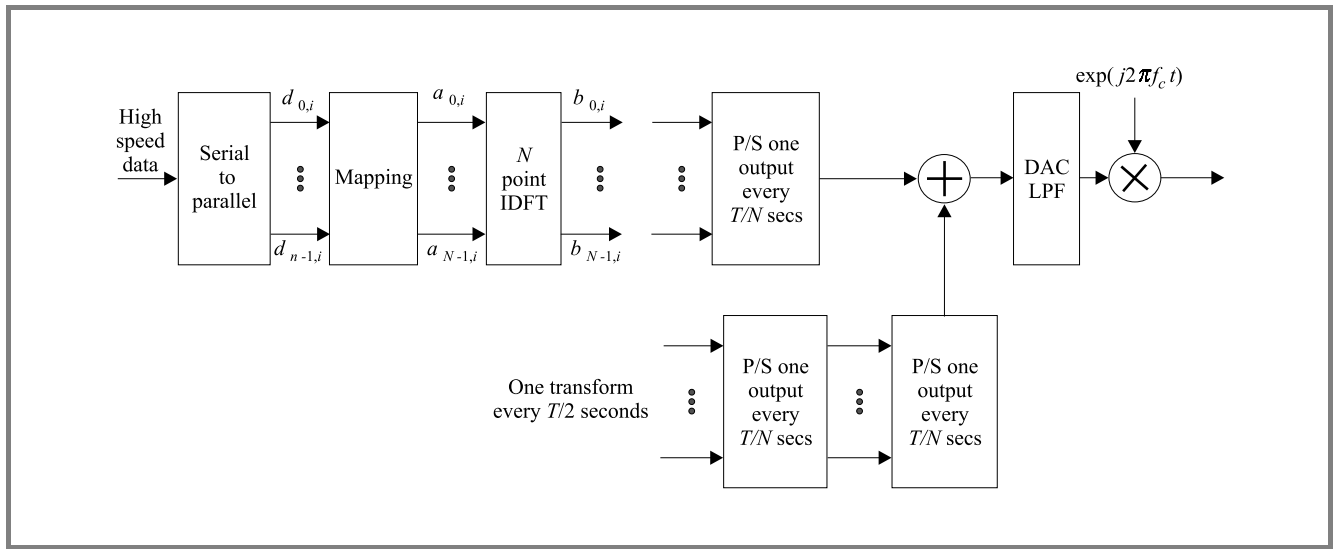 exp( j2πf_c t)
High
speed
data
Serial
to
parallel
d 0,i
d n-1,i
Mapping
a 0,i
a N-1,i
N
point
IDFT
b 0,i
b N-1,i
P/S one
output
every
T/N secs
DAC
LPF
One transform
every T/2 seconds
P/S one
output
every
T/N secs
P/S one
output
every
T/N secs